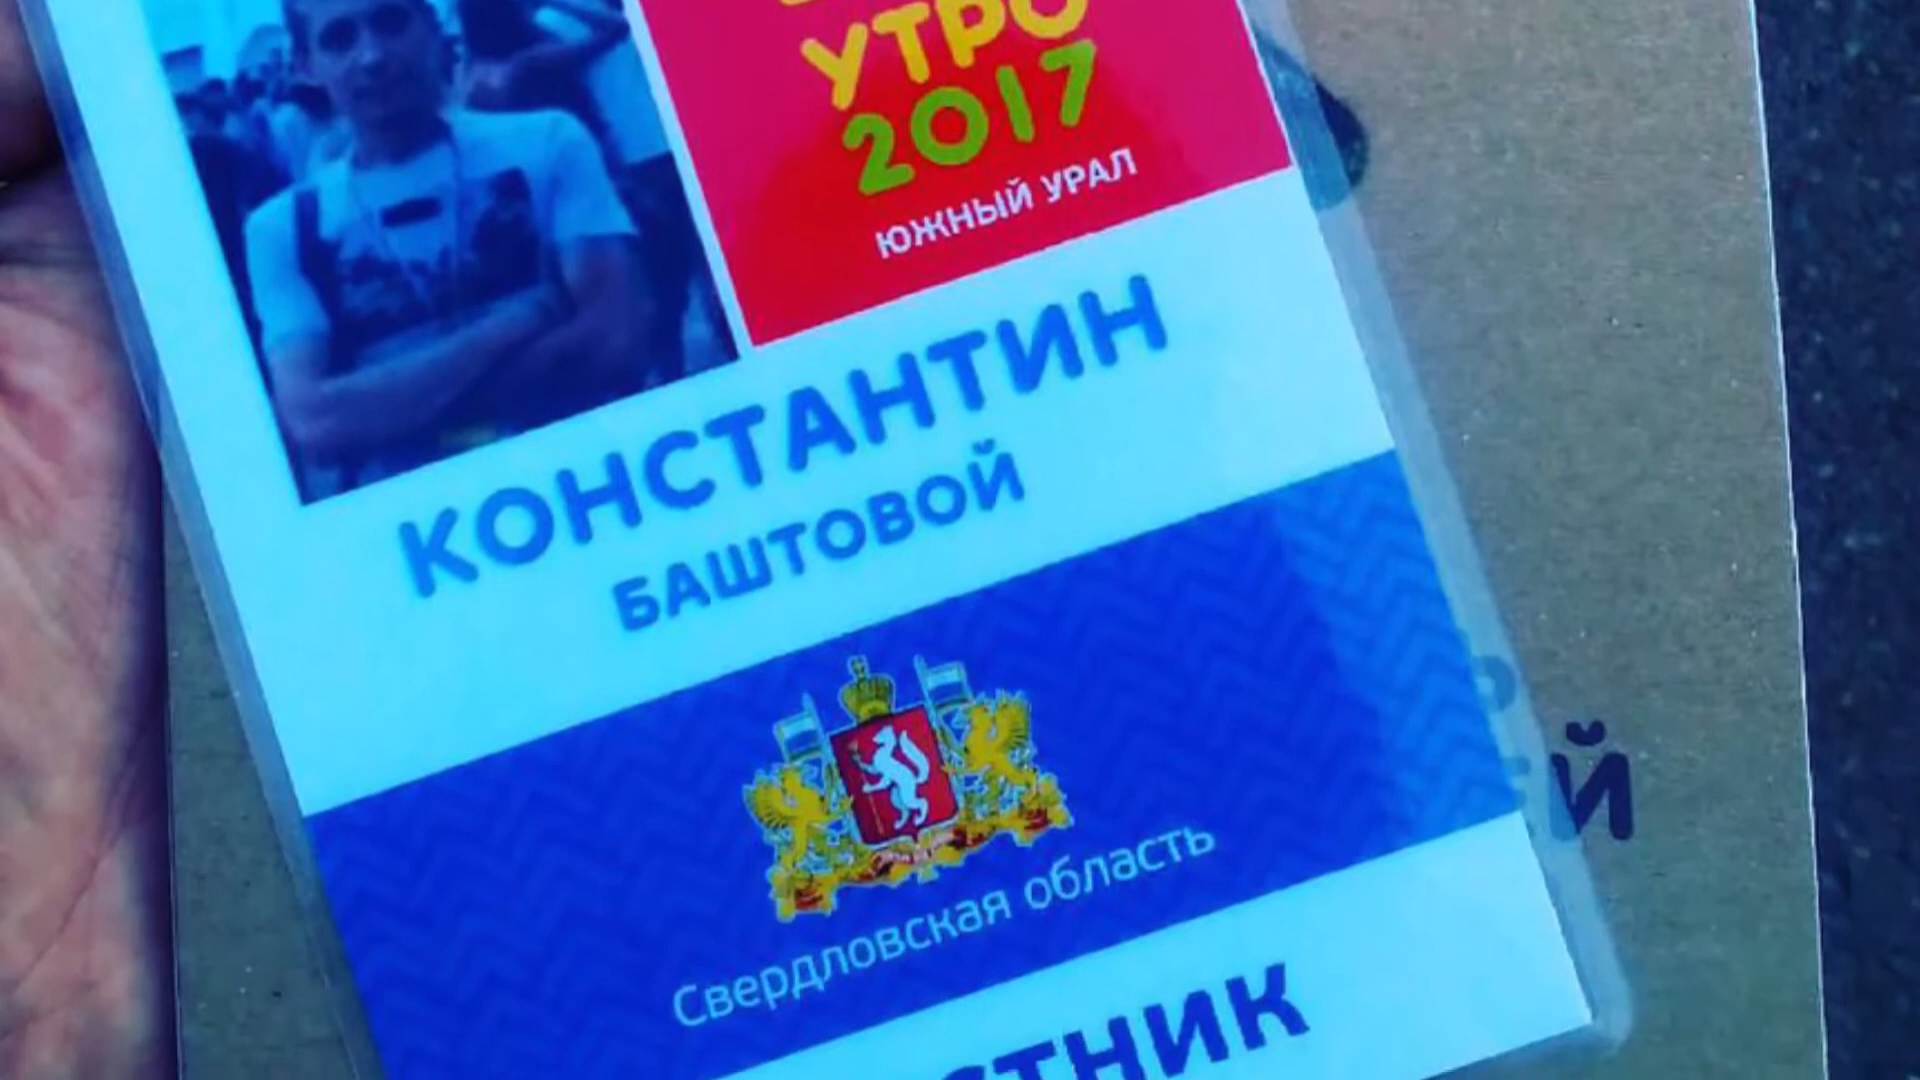 УТРО
2017
ЮЖНЫЙ УРАЛ
КОНСТАНТИН
БАШТОВОЙ
Свердловская область